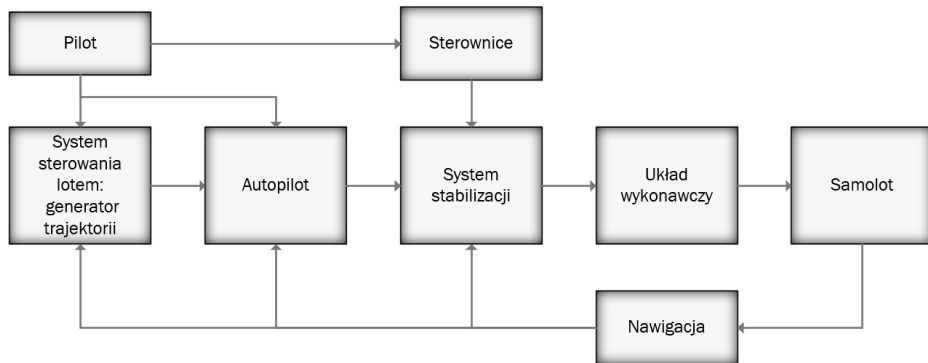 Pilot
Sterownice
System
sterowania
lotem:
generator
trajektorii
Autopilot
System
stabilizacji
Układ
wykonawczy
Samolot
Nawigacja